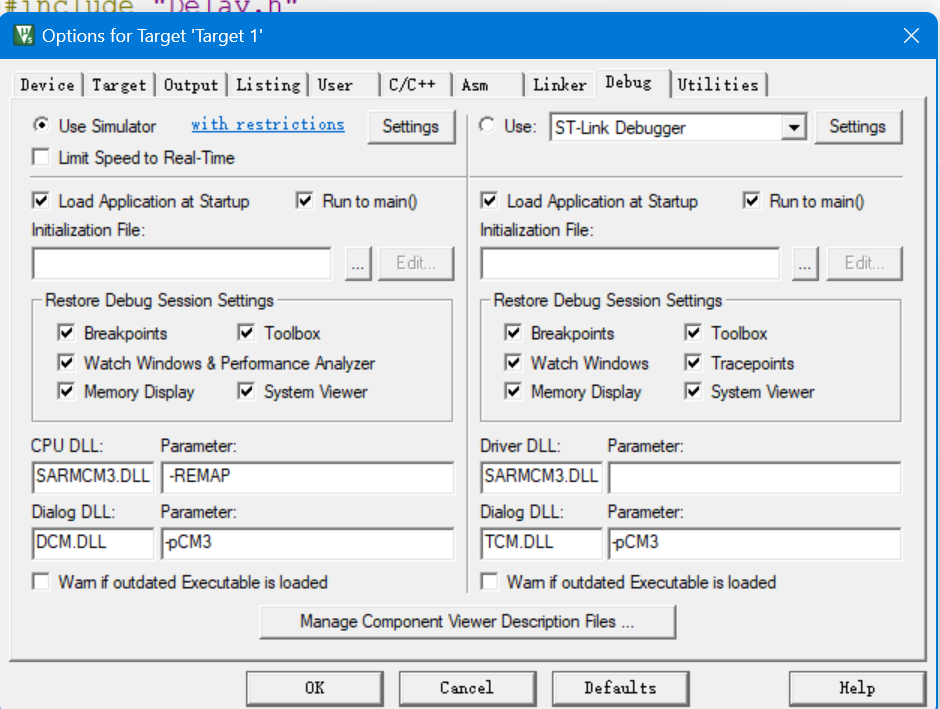 #include "Delay.h"
Options for Target 'Target 1'
Device Target Output Listing User C/C++ Asm Linker Debug Utilities
Use Simulator with restrictions Settings Use: ST-Link Debugger Settings
Limit Speed to Real-Time
Load Application at Startup Run to main() Load Application at Startup Run to main()
Initialization File: Initialization File:
... Edit... ... Edit...
Restore Debug Session Settings Restore Debug Session Settings
Breakpoints Toolbox Breakpoints Toolbox
Watch Windows & Performance Analyzer Watch Windows Tracepoints
Memory Display System Viewer Memory Display System Viewer
CPU DLL: Parameter: Driver DLL: Parameter:
SARMCM3.DLL -REMAP SARMCM3.DLL
Dialog DLL: Parameter: Dialog DLL: Parameter:
DCM.DLL -pCM3 TCM.DLL -pCM3
Warn if outdated Executable is loaded Warn if outdated Executable is loaded
Manage Component Viewer Description Files ...
OK Cancel Defaults Help